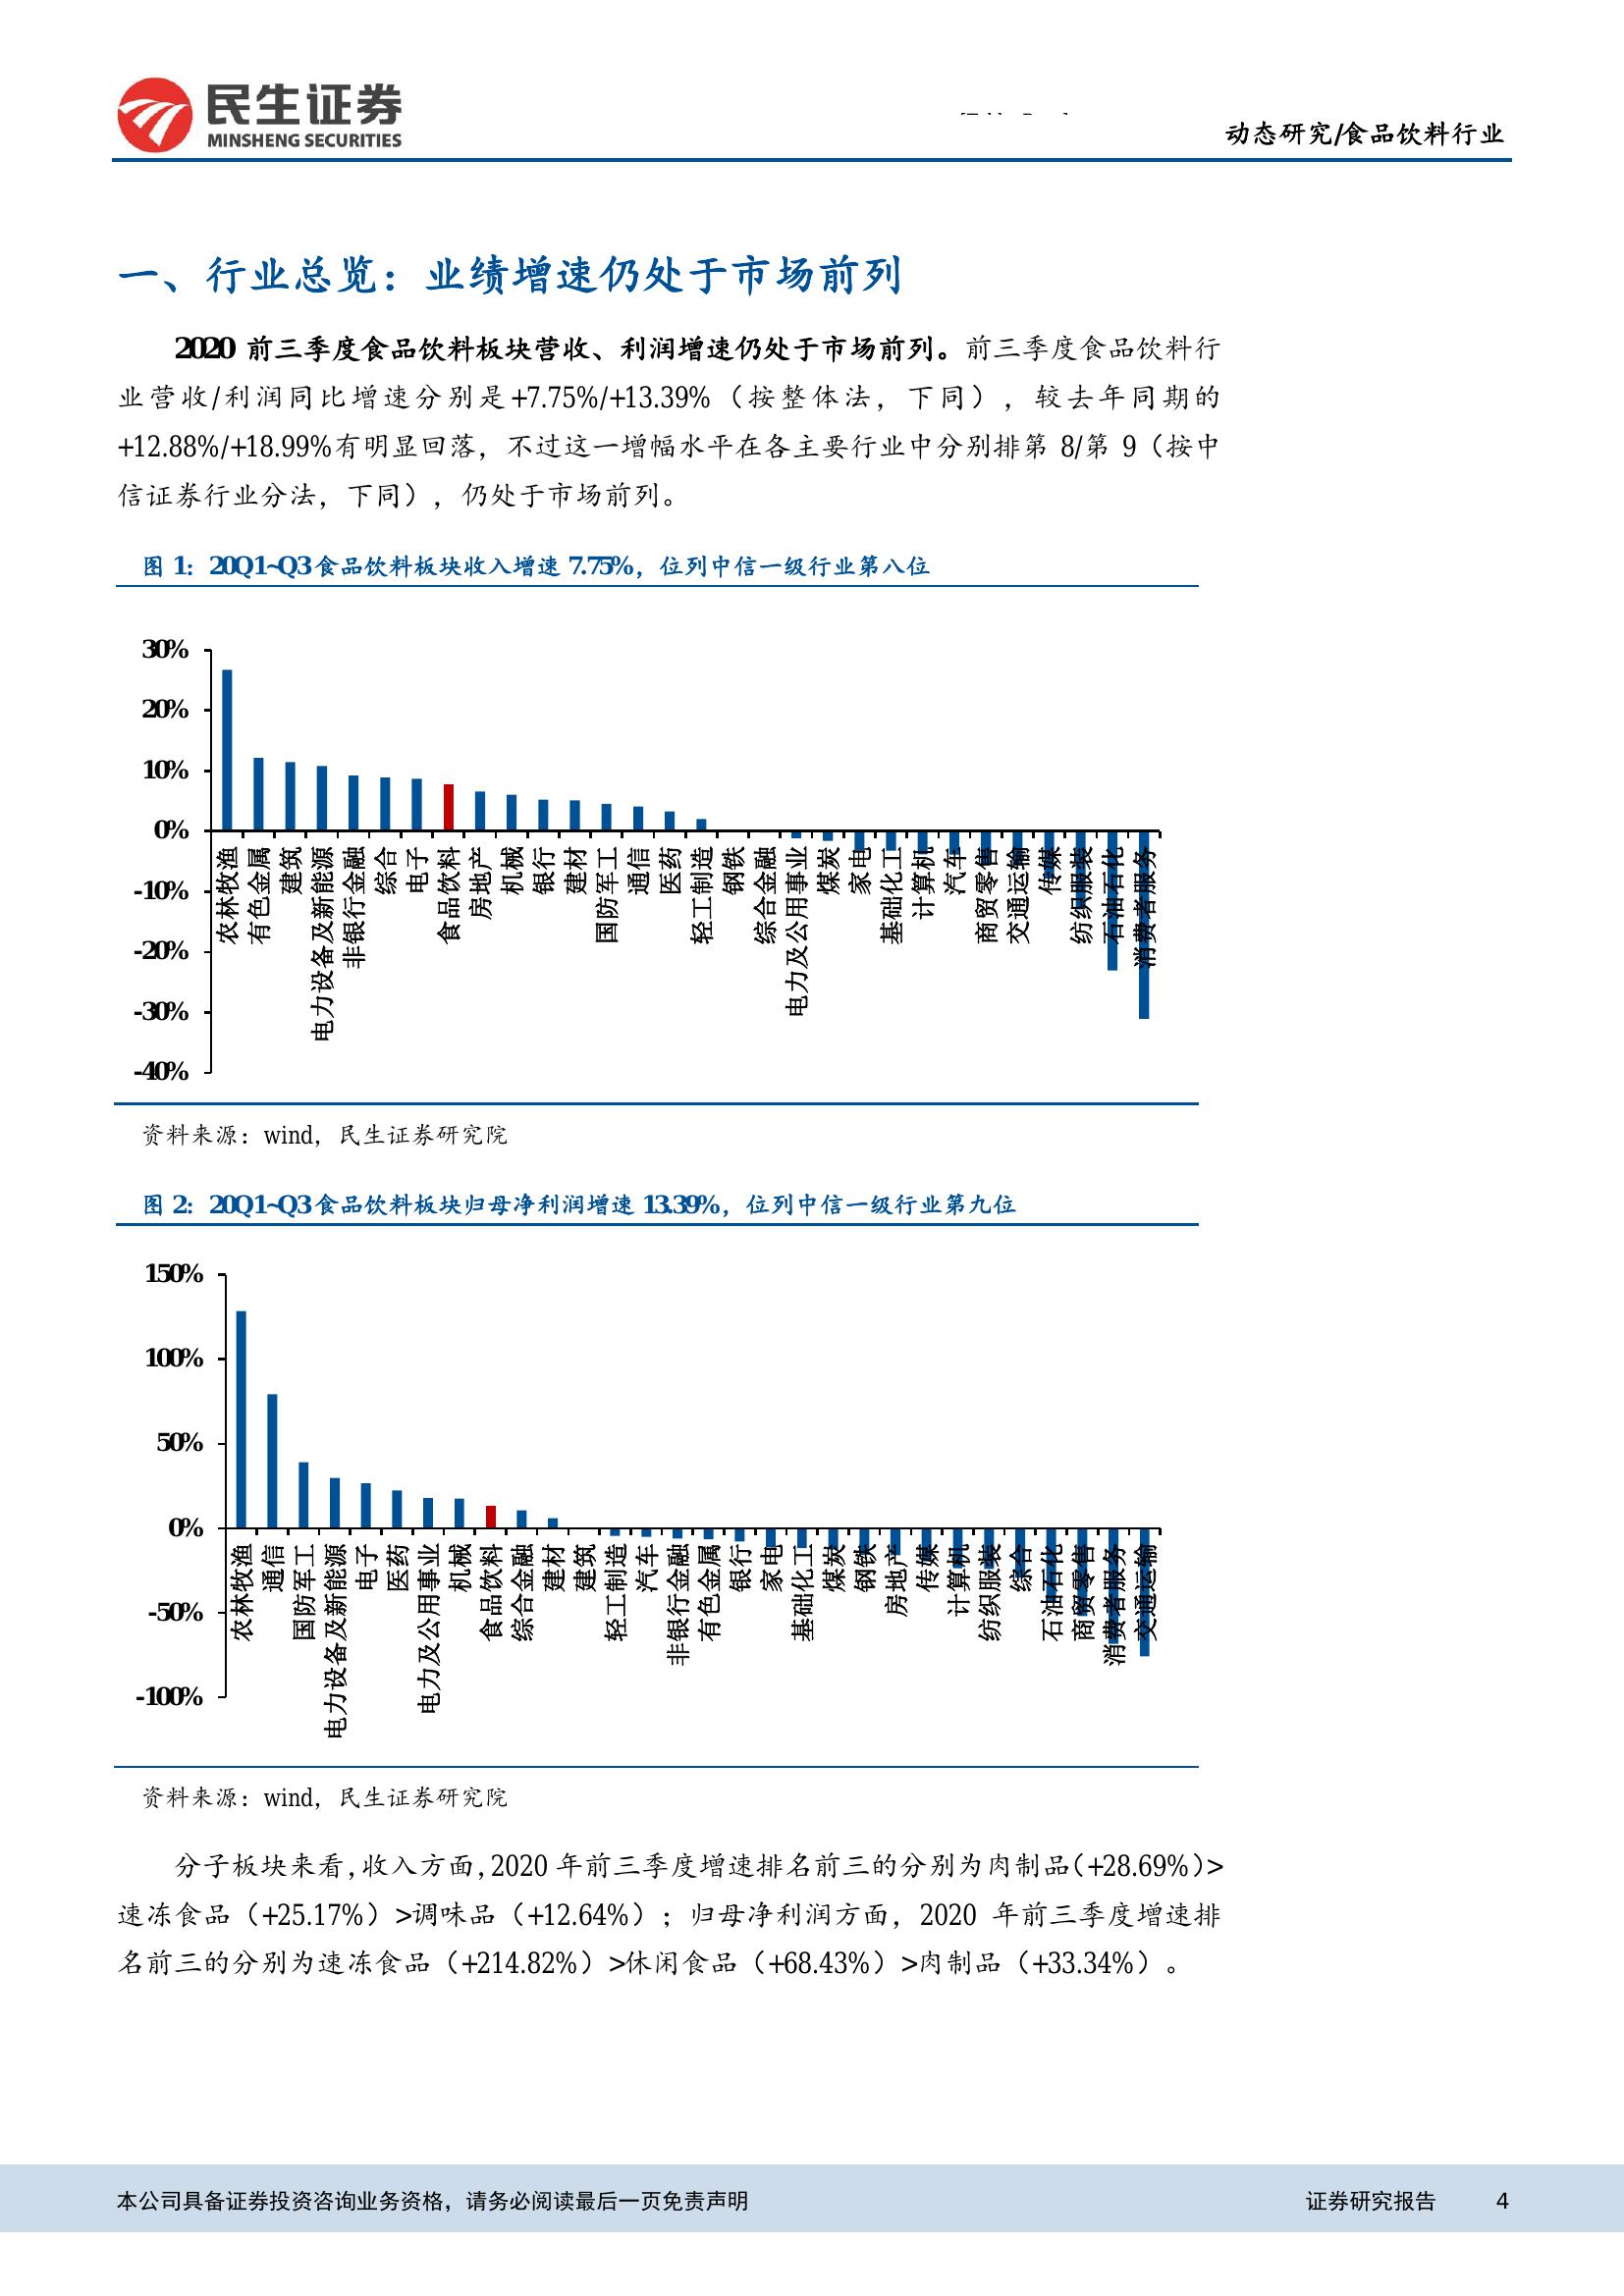 民生证券
MINSHENG SECURITIES
动态研究/食品饮料行业
一、行业总览：业绩增速仍处于市场前列
2020 前三季度食品饮料板块营收、利润增速仍处于市场前列。前三季度食品饮料行
业营收/利润同比增速分别是+7.75%/+13.39%（按整体法，下同），较去年同期的
+12.88%/+18.99%有明显回落，不过这一增幅水平在各主要行业中分别排第 8/第 9（按中
信证券行业分法，下同），仍处于市场前列。
图 1：20Q1~Q3 食品饮料板块收入增速 7.75%，位列中信一级行业第八位
30%
20%
10%
0%
-10%
-20%
-30%
-40%
农林牧渔
有色金属
建筑
电力设备及新能源
非银行金融
综合
电子
食品饮料
房地产
机械
银行
建材
国防军工
通信
医药
轻工制造
钢铁
综合金融
电力及公用事业
煤炭
家电
基础化工
计算机
汽车
商贸零售
交通运输
传媒
纺织服装
石油石化
消费者服务
资料来源：wind，民生证券研究院
图 2：20Q1~Q3 食品饮料板块归母净利润增速 13.39%，位列中信一级行业第九位
150%
100%
50%
0%
-50%
-100%
农林牧渔
通信
国防军工
电力设备及新能源
电子
医药
电力及公用事业
机械
食品饮料
综合金融
建材
建筑
轻工制造
汽车
非银行金融
有色金属
银行
家电
基础化工
煤炭
钢铁
房地产
传媒
计算机
纺织服装
综合
石油石化
商贸零售
消费者服务
交通运输
资料来源：wind，民生证券研究院
分子板块来看，收入方面，2020 年前三季度增速排名前三的分别为肉制品（+28.69%）>
速冻食品（+25.17%）>调味品（+12.64%）；归母净利润方面，2020 年前三季度增速排
名前三的分别为速冻食品（+214.82%）>休闲食品（+68.43%）>肉制品（+33.34%）。
本公司具备证券投资咨询业务资格，请务必阅读最后一页免责声明
证券研究报告 4